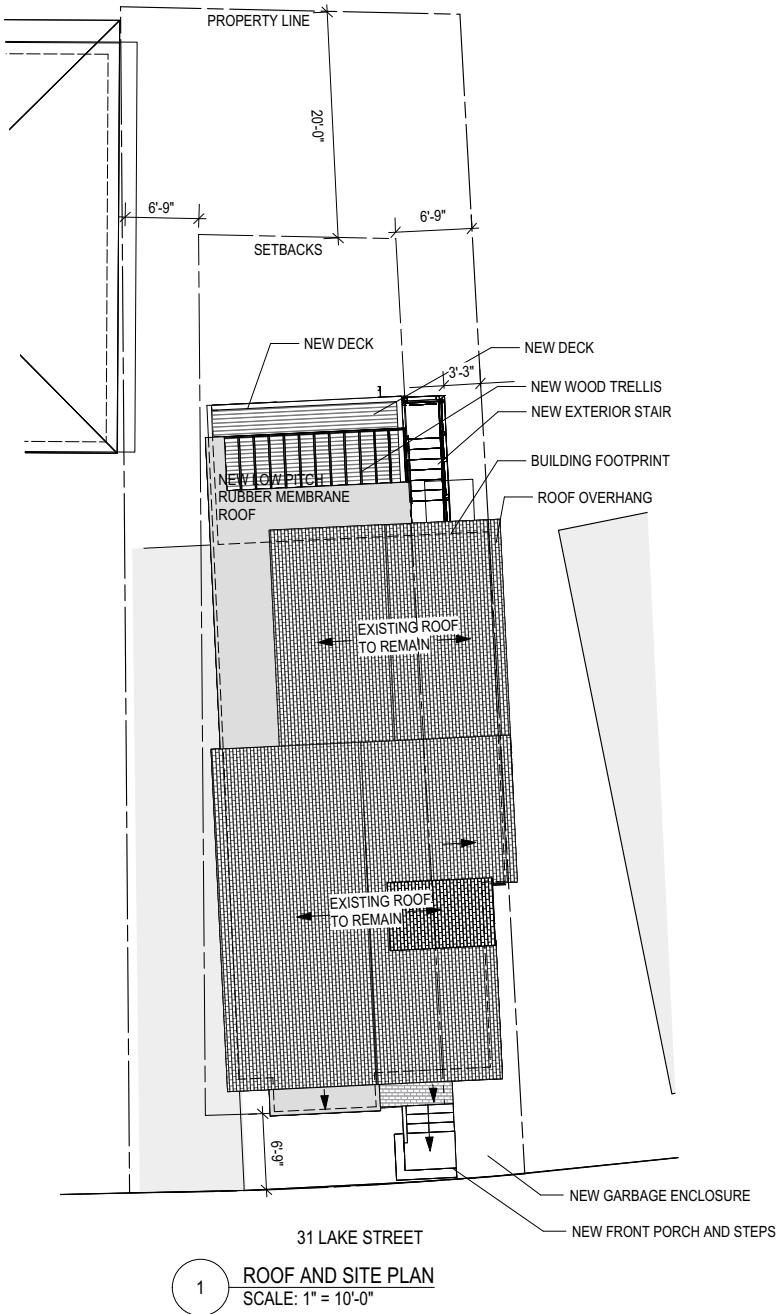 PROPERTY LINE
20'-0"
6'-9"
6'-9"
SETBACKS
NEW DECK
NEW DECK
3'-3"
NEW WOOD TRELLIS
NEW EXTERIOR STAIR
BUILDING FOOTPRINT
NEW LOW PITCH
RUBBER MEMBRANE
ROOF
ROOF OVERHANG
EXISTING ROOF
TO REMAIN
EXISTING ROOF
TO REMAIN
6'-9"
NEW GARBAGE ENCLOSURE
NEW FRONT PORCH AND STEPS
31 LAKE STREET
1
ROOF AND SITE PLAN
SCALE: 1" = 10'-0"